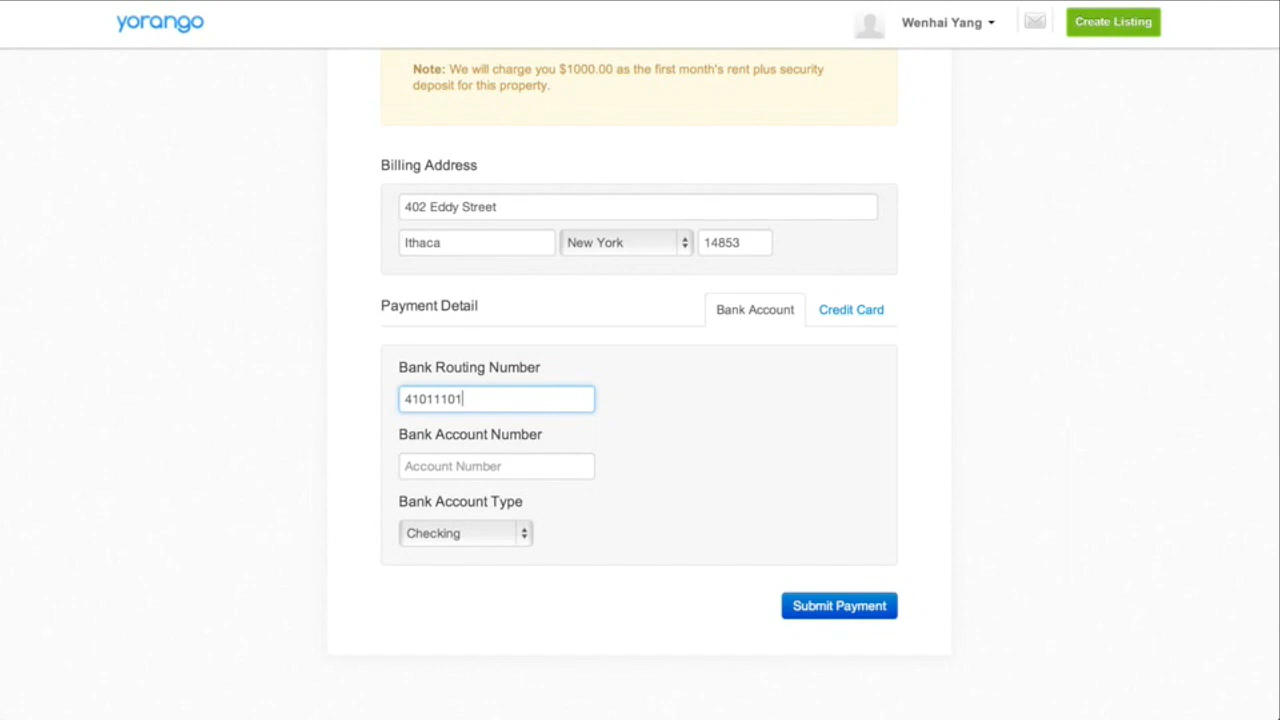 yorango
Wenhai Yang
Create Listing
Note: We will charge you $1000.00 as the first month's rent plus security
deposit for this property.
Billing Address
402 Eddy Street
Ithaca New York 14853
Payment Detail Bank Account Credit Card
Bank Routing Number
41011101
Bank Account Number
Account Number
Bank Account Type
Checking
Submit Payment